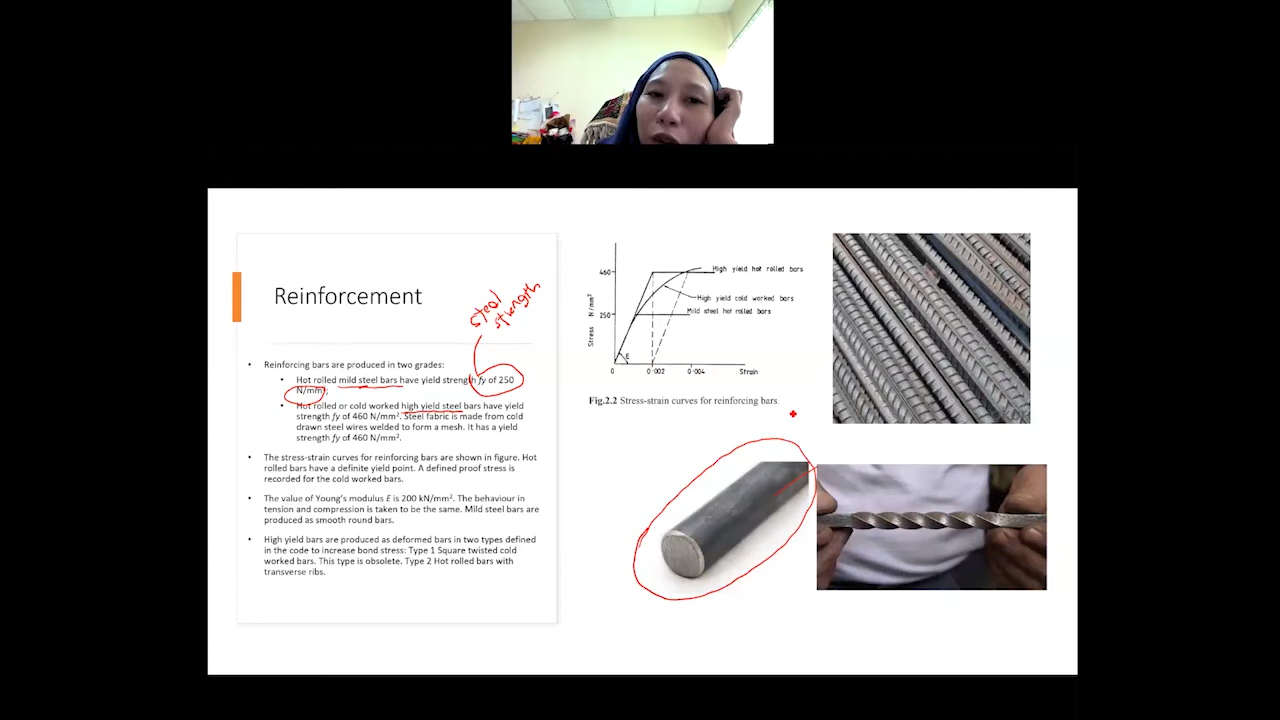 Reinforcement
steel
strength
• Reinforcing bars are produced in two grades:
• Hot rolled mild steel bars have yield strength fy of 250
N/mm²;
• Hot rolled or cold worked high yield steel bars have yield
strength fy of 460 N/mm². Steel fabric is made from cold
drawn steel wires welded to form a mesh. It has a yield
strength fy of 460 N/mm².
• The stress-strain curves for reinforcing bars are shown in figure. Hot
rolled bars have a definite yield point. A defined proof stress is
recorded for the cold worked bars.
• The value of Young's modulus E is 200 kN/mm². The behaviour in
tension and compression is taken to be the same. Mild steel bars are
produced as smooth round bars.
• High yield bars are produced as deformed bars in two types defined
in the code to increase bond stress: Type 1 Square twisted cold
worked bars. This type is obsolete. Type 2 Hot rolled bars with
transverse ribs.
460
250
Stress N/mm²
High yield hot rolled bars
High yield cold worked bars
Mild steel hot rolled bars
E
0
0·002
0·004
Strain
Fig.2.2 Stress-strain curves for reinforcing bars.